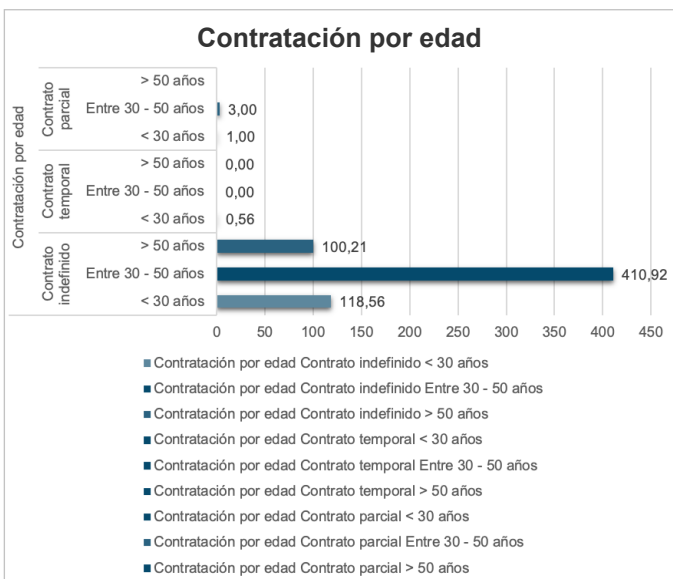 Contratación por edad
Contratación por edad
Contrato parcial
> 50 años
Entre 30 - 50 años 3,00
< 30 años 1,00
Contrato temporal
> 50 años 0,00
Entre 30 - 50 años 0,00
< 30 años 0,56
Contrato indefinido
> 50 años 100,21
Entre 30 - 50 años 410,92
< 30 años 118,56
0 50 100 150 200 250 300 350 400 450
Contratación por edad Contrato indefinido < 30 años
Contratación por edad Contrato indefinido Entre 30 - 50 años
Contratación por edad Contrato indefinido > 50 años
Contratación por edad Contrato temporal < 30 años
Contratación por edad Contrato temporal Entre 30 - 50 años
Contratación por edad Contrato temporal > 50 años
Contratación por edad Contrato parcial < 30 años
Contratación por edad Contrato parcial Entre 30 - 50 años
Contratación por edad Contrato parcial > 50 años